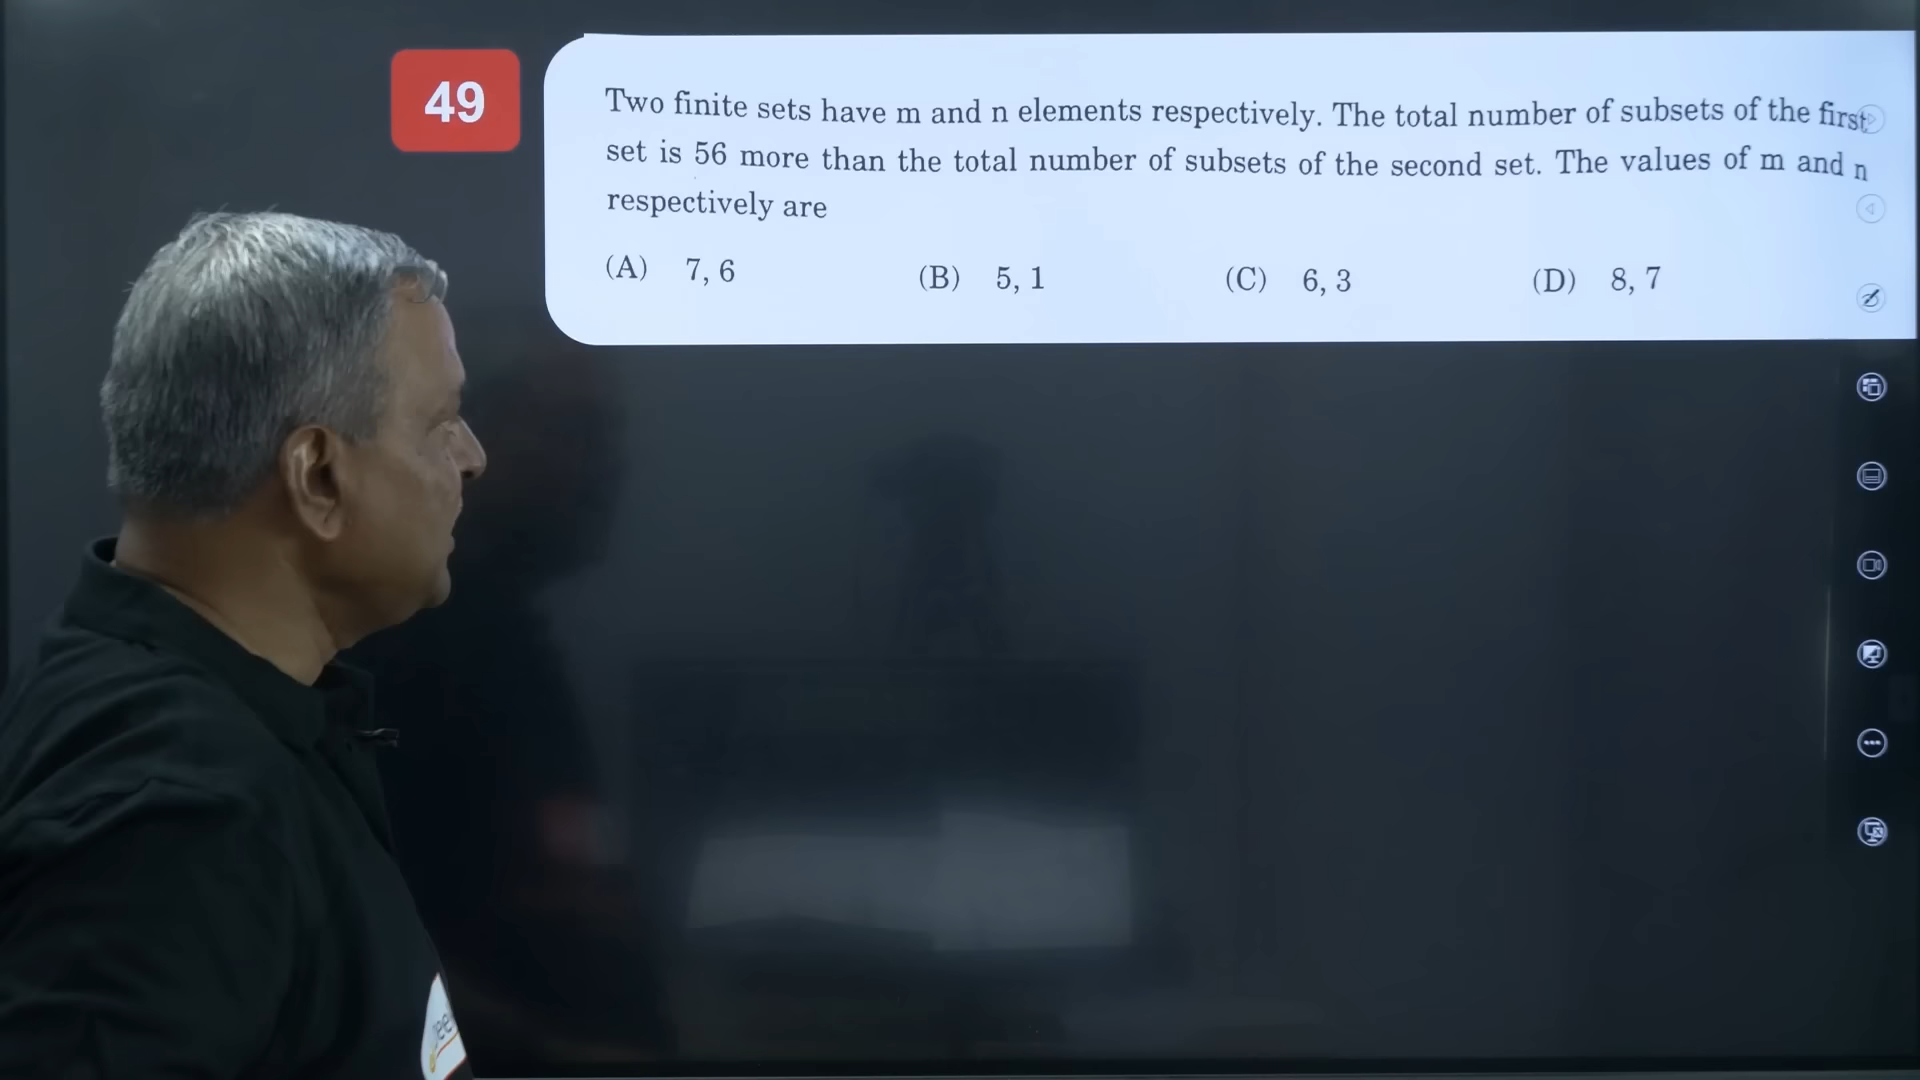 49
Two finite sets have m and n elements respectively. The total number of subsets of the first
set is 56 more than the total number of subsets of the second set. The values of m and n
respectively are
(A) 7, 6 (B) 5, 1 (C) 6, 3 (D) 8, 7